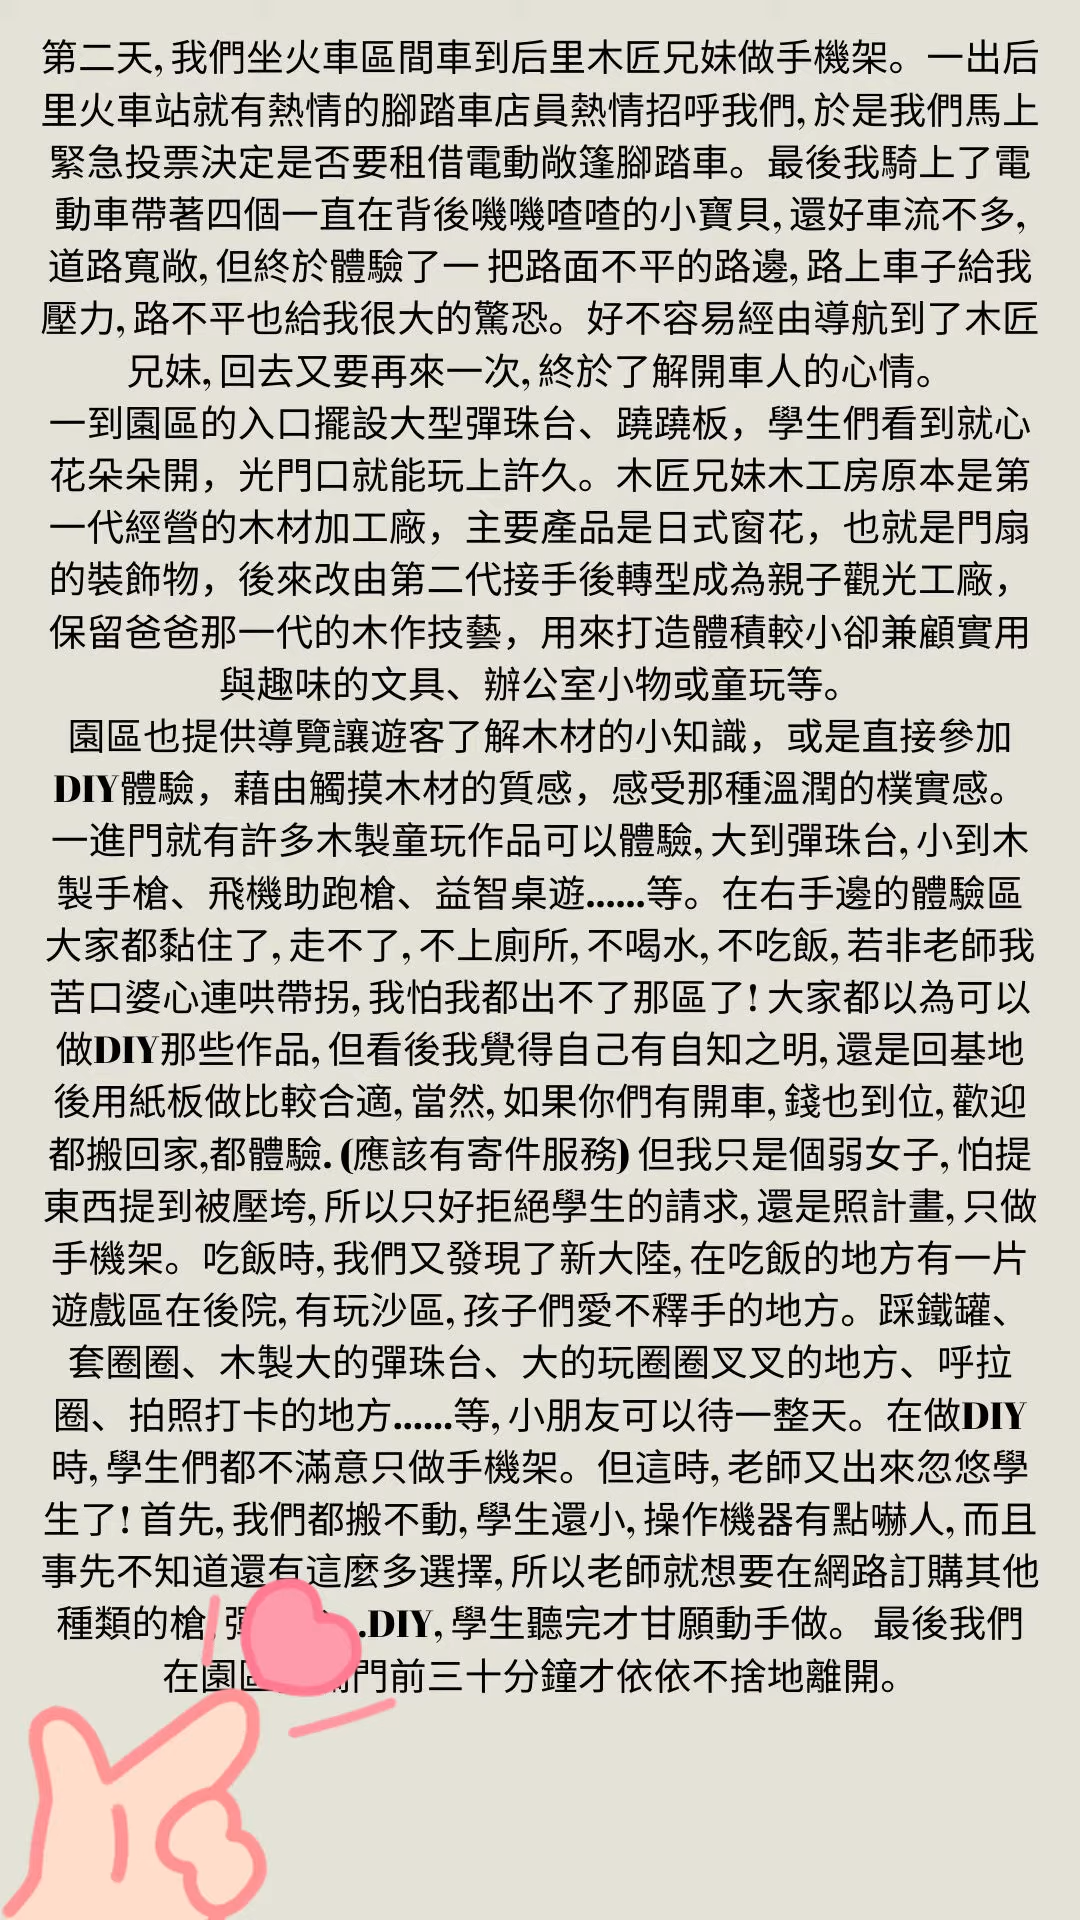 第二天, 我們坐火車區間車到后里木匠兄妹做手機架。一出后
里火車站就有熱情的腳踏車店員熱情招呼我們, 於是我們馬上
緊急投票決定是否要租借電動敞篷腳踏車。最後我騎上了電
動車帶著四個一直在背後嘰嘰喳喳的小寶貝, 還好車流不多,
道路寬敞, 但終於體驗了一 把路面不平的路邊, 路上車子給我
壓力, 路不平也給我很大的驚恐。好不容易經由導航到了木匠
兄妹, 回去又要再來一次, 終於了解開車人的心情。
一到園區的入口擺設大型彈珠台、蹺蹺板，學生們看到就心
花朵朵開，光門口就能玩上許久。木匠兄妹木工房原本是第
一代經營的木材加工廠，主要產品是日式窗花，也就是門扇
的裝飾物，後來改由第二代接手後轉型成為親子觀光工廠，
保留爸爸那一代的木作技藝，用來打造體積較小卻兼顧實用
與趣味的文具、辦公室小物或童玩等。
園區也提供導覽讓遊客了解木材的小知識，或是直接參加
DIY體驗，藉由觸摸木材的質感，感受那種溫潤的樸實感。
一進門就有許多木製童玩作品可以體驗, 大到彈珠台, 小到木
製手槍、飛機助跑槍、益智桌遊......等。在右手邊的體驗區
大家都黏住了, 走不了, 不上廁所, 不喝水, 不吃飯, 若非老師我
苦口婆心連哄帶拐, 我怕我都出不了那區了! 大家都以為可以
做DIY那些作品, 但看後我覺得自己有自知之明, 還是回基地
後用紙板做比較合適, 當然, 如果你們有開車, 錢也到位, 歡迎
都搬回家,都體驗. (應該有寄件服務) 但我只是個弱女子, 怕提
東西提到被壓垮, 所以只好拒絕學生的請求, 還是照計畫, 只做
手機架。吃飯時, 我們又發現了新大陸, 在吃飯的地方有一片
遊戲區在後院, 有玩沙區, 孩子們愛不釋手的地方。踩鐵罐、
套圈圈、木製大的彈珠台、大的玩圈圈叉叉的地方、呼拉
圈、拍照打卡的地方......等, 小朋友可以待一整天。在做DIY
時, 學生們都不滿意只做手機架。但這時, 老師又出來忽悠學
生了! 首先, 我們都搬不動, 學生還小, 操作機器有點嚇人, 而且
事先不知道還有這麼多選擇, 所以老師就想要在網路訂購其他
種類的槍, 彈 .DIY, 學生聽完才甘願動手做。 最後我們
在園 門前三十分鐘才依依不捨地離開。